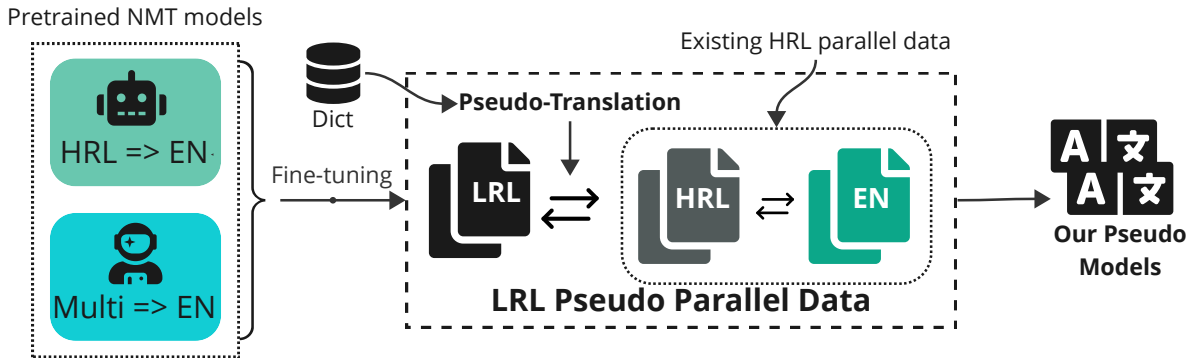 Pretrained NMT models
HRL => EN
Multi => EN
Dict
Fine-tuning
Existing HRL parallel data
Pseudo-Translation
LRL
HRL
EN
LRL Pseudo Parallel Data
A 文
A 文
Our Pseudo
Models